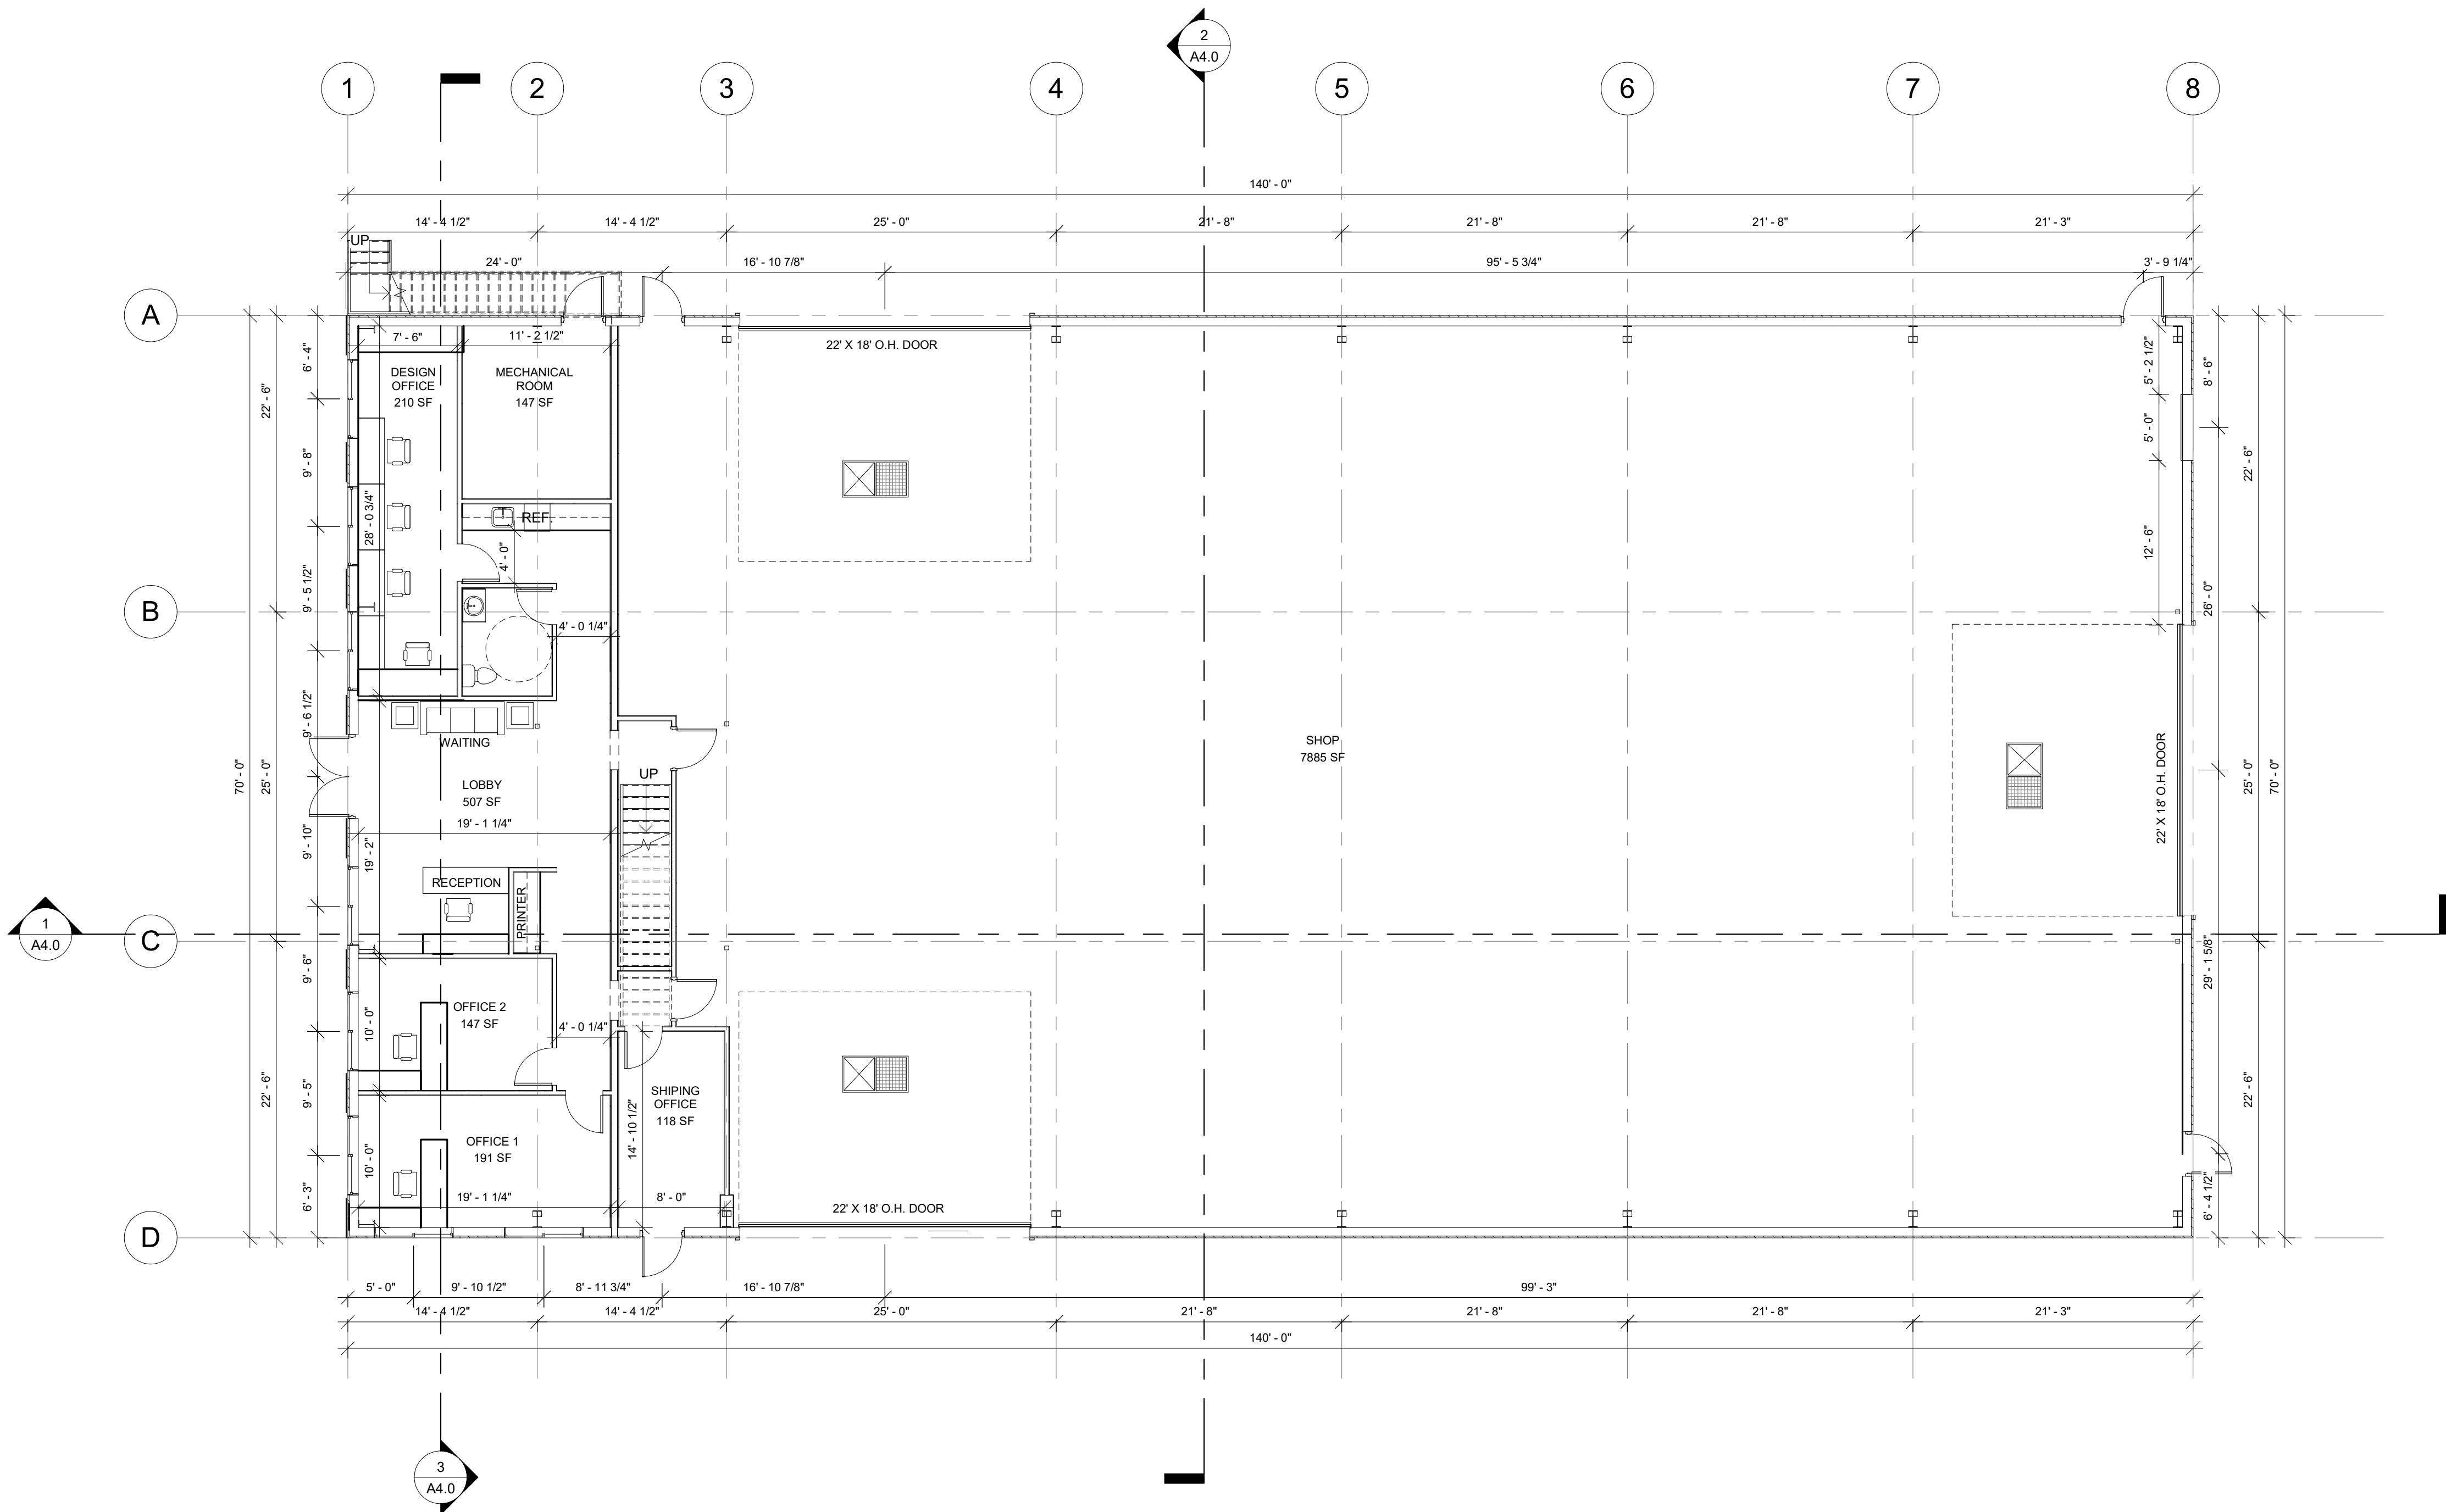 2
A4.0
1
2
3
4
5
6
7
8
140' - 0"
14' - 4 1/2"
14' - 4 1/2"
25' - 0"
21' - 8"
21' - 8"
21' - 8"
21' - 3"
UP
24' - 0"
16' - 10 7/8"
95' - 5 3/4"
3' - 9 1/4"
A
7' - 6"
11' - 2 1/2"
22' X 18' O.H. DOOR
6' - 4"
22' - 6"
DESIGN
OFFICE
210 SF
MECHANICAL
ROOM
147 SF
5' - 2 1/2"
8' - 6"
9' - 8"
5' - 0"
22' - 6"
28' - 0 3/4"
REF.
4' - 0"
12' - 6"
9' - 5 1/2"
B
26' - 0"
4' - 0 1/4"
9' - 6 1/2"
WAITING
SHOP
7885 SF
70' - 0"
25' - 0"
UP
LOBBY
507 SF
22' X 18' O.H. DOOR
25' - 0"
70' - 0"
19' - 1 1/4"
9' - 10"
19' - 2"
RECEPTION
PRINTER
1
A4.0
C
9' - 6"
29' - 1 5/8"
OFFICE 2
147 SF
10' - 0"
4' - 0 1/4"
22' - 6"
9' - 5"
SHIPING
OFFICE
118 SF
14' - 10 1/2"
22' - 6"
OFFICE 1
191 SF
10' - 0"
6' - 3"
19' - 1 1/4"
8' - 0"
22' X 18' O.H. DOOR
6' - 4 1/2"
D
5' - 0"
9' - 10 1/2"
8' - 11 3/4"
16' - 10 7/8"
99' - 3"
14' - 4 1/2"
14' - 4 1/2"
25' - 0"
21' - 8"
21' - 8"
21' - 8"
21' - 3"
140' - 0"
3
A4.0